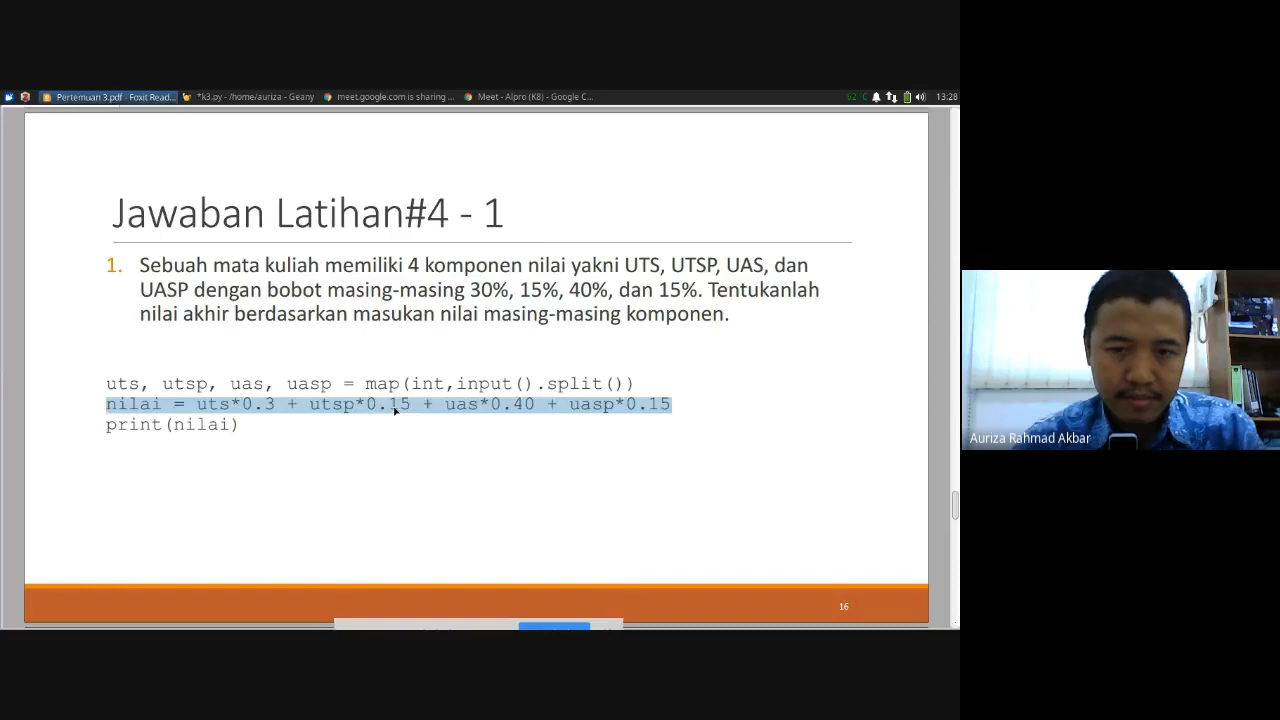 Pertemuan 3.pdf - Foxit Read... *k3.py - /home/auriza - Geany meet.google.com is sharing ... Meet - Alpro (K8) - Google C... 62 °C 13:28
Jawaban Latihan#4 - 1
1. Sebuah mata kuliah memiliki 4 komponen nilai yakni UTS, UTSP, UAS, dan
UASP dengan bobot masing-masing 30%, 15%, 40%, dan 15%. Tentukanlah
nilai akhir berdasarkan masukan nilai masing-masing komponen.
uts, utsp, uas, uasp = map(int,input().split())
nilai = uts*0.3 + utsp*0.15 + uas*0.40 + uasp*0.15
print(nilai)
16
Auriza Rahmad Akbar